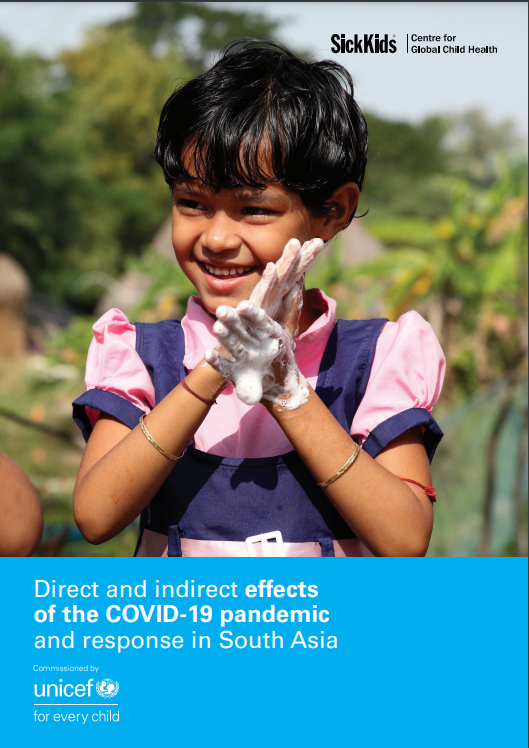 SickKids
Centre for
Global Child Health
Direct and indirect effects
of the COVID-19 pandemic
and response in South Asia
Commissioned by
unicef
for every child